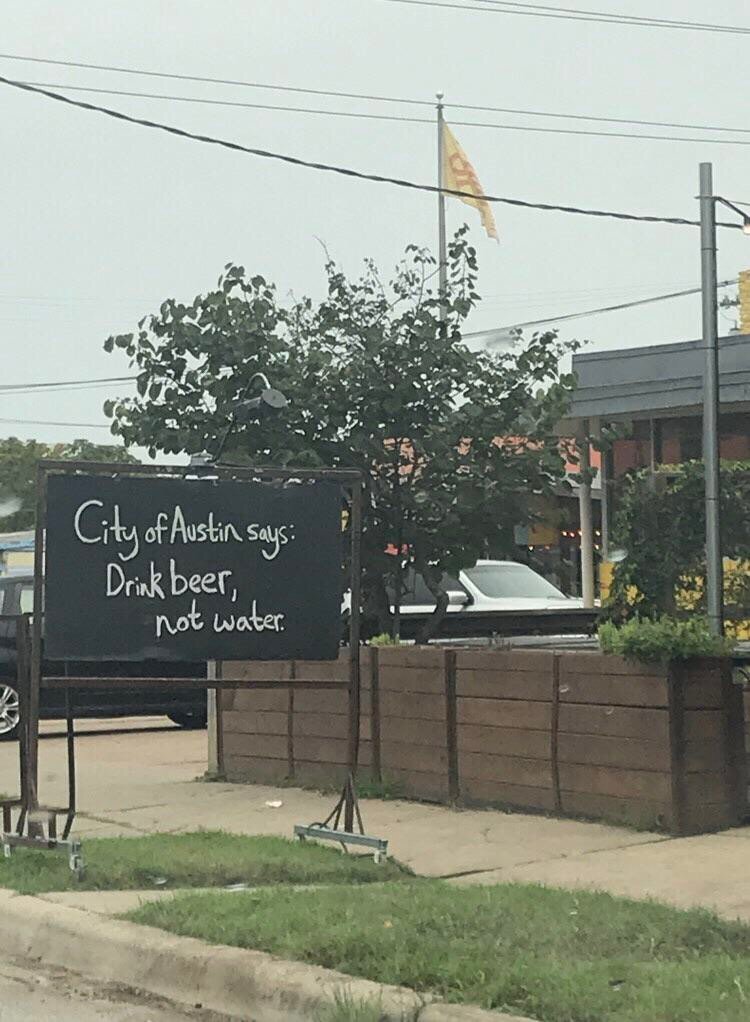 City of Austin says:
Drink beer,
not water.